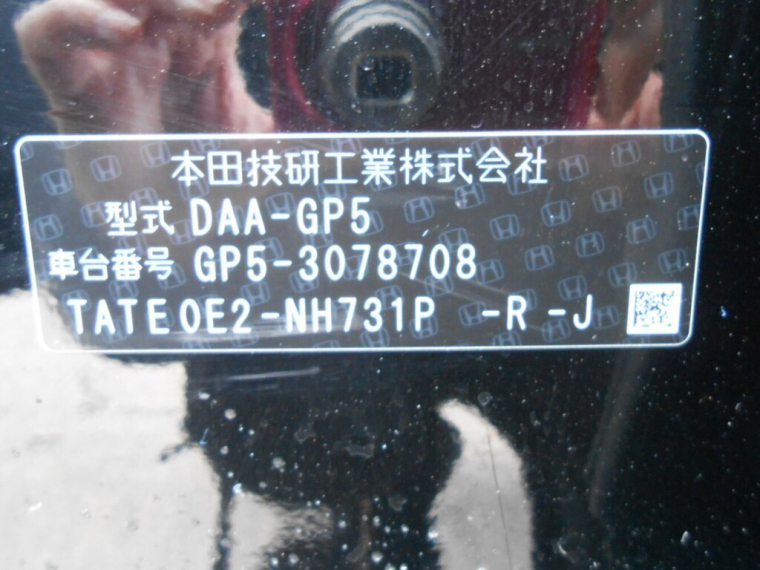 本田技研工業株式会社
型式 DAA-GP5
車台番号 GP5-3078708
TATE0E2-NH731P -R -J